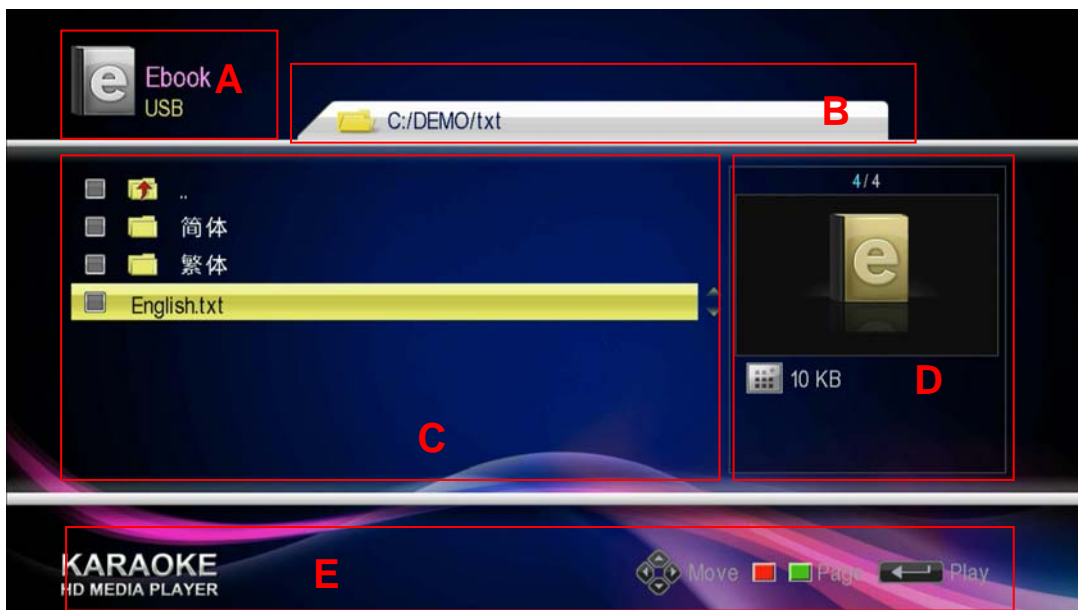 Ebook
USB
A
C:/DEMO/txt
B
..
简体
繁体
English.txt
C
4/4
e
10 KB
D
KARAOKE
HD MEDIA PLAYER
E
Move
Page
Play